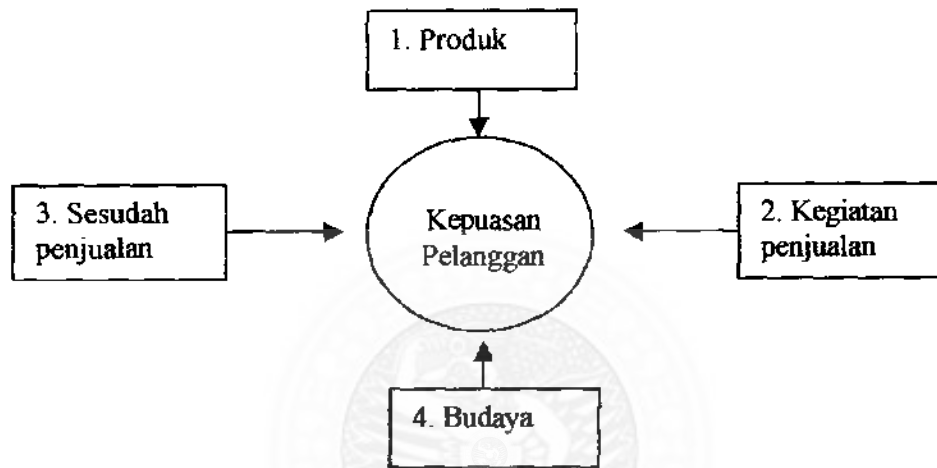 1. Produk
3. Sesudah
penjualan
Kepuasan
Pelanggan
2. Kegiatan
penjualan
4. Budaya